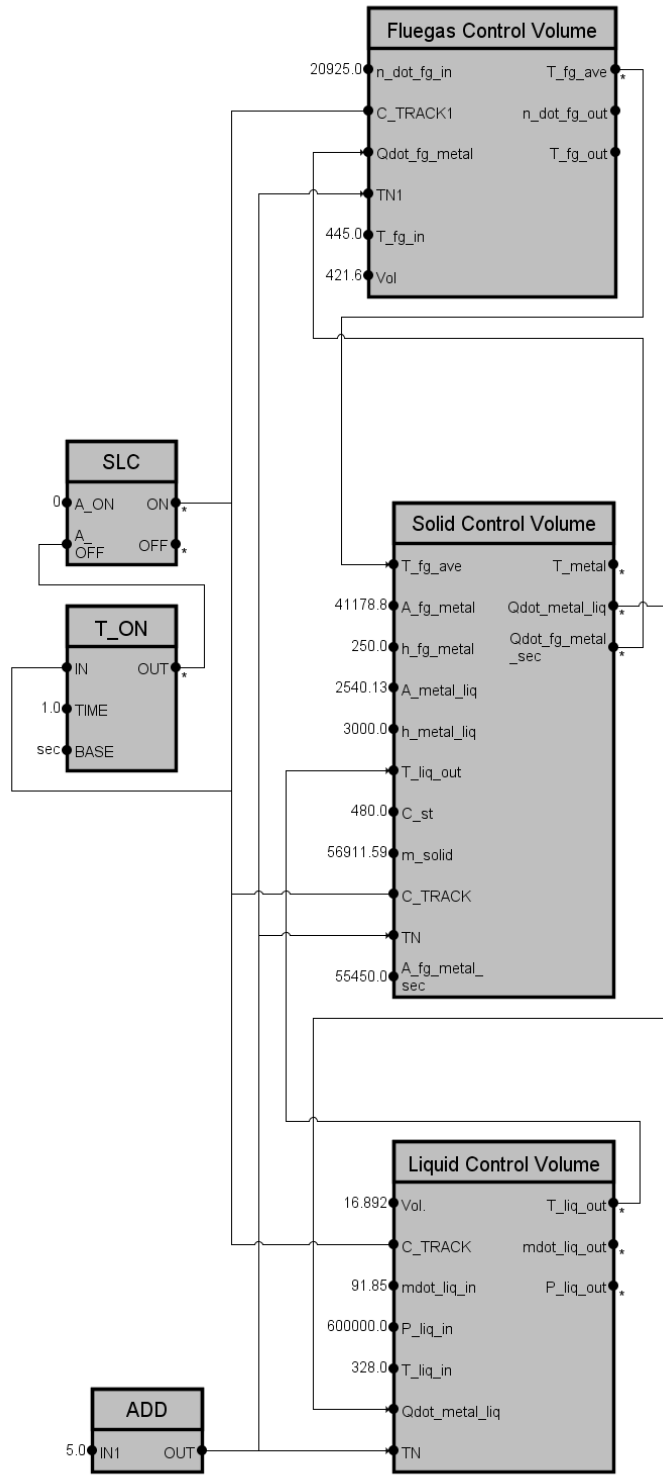 Fluegas Control Volume
20925.0 n_dot_fg_in T_fg_ave *
C_TRACK1 n_dot_fg_out
Qdot_fg_metal T_fg_out
TN1
445.0 T_fg_in
421.6 Vol
SLC
0 A_ON ON *
A_
OFF OFF *
T_ON
IN OUT *
1.0 TIME
sec BASE
Solid Control Volume
T_fg_ave T_metal *
41178.8 A_fg_metal Qdot_metal_liq *
250.0 h_fg_metal Qdot_fg_metal
_sec *
2540.13 A_metal_liq
3000.0 h_metal_liq
T_liq_out
480.0 C_st
56911.59 m_solid
C_TRACK
TN
55450.0 A_fg_metal_
sec
Liquid Control Volume
16.892 Vol. T_liq_out *
C_TRACK mdot_liq_out *
91.85 mdot_liq_in P_liq_out *
600000.0 P_liq_in
328.0 T_liq_in
Qdot_metal_liq
TN
ADD
5.0 IN1 OUT